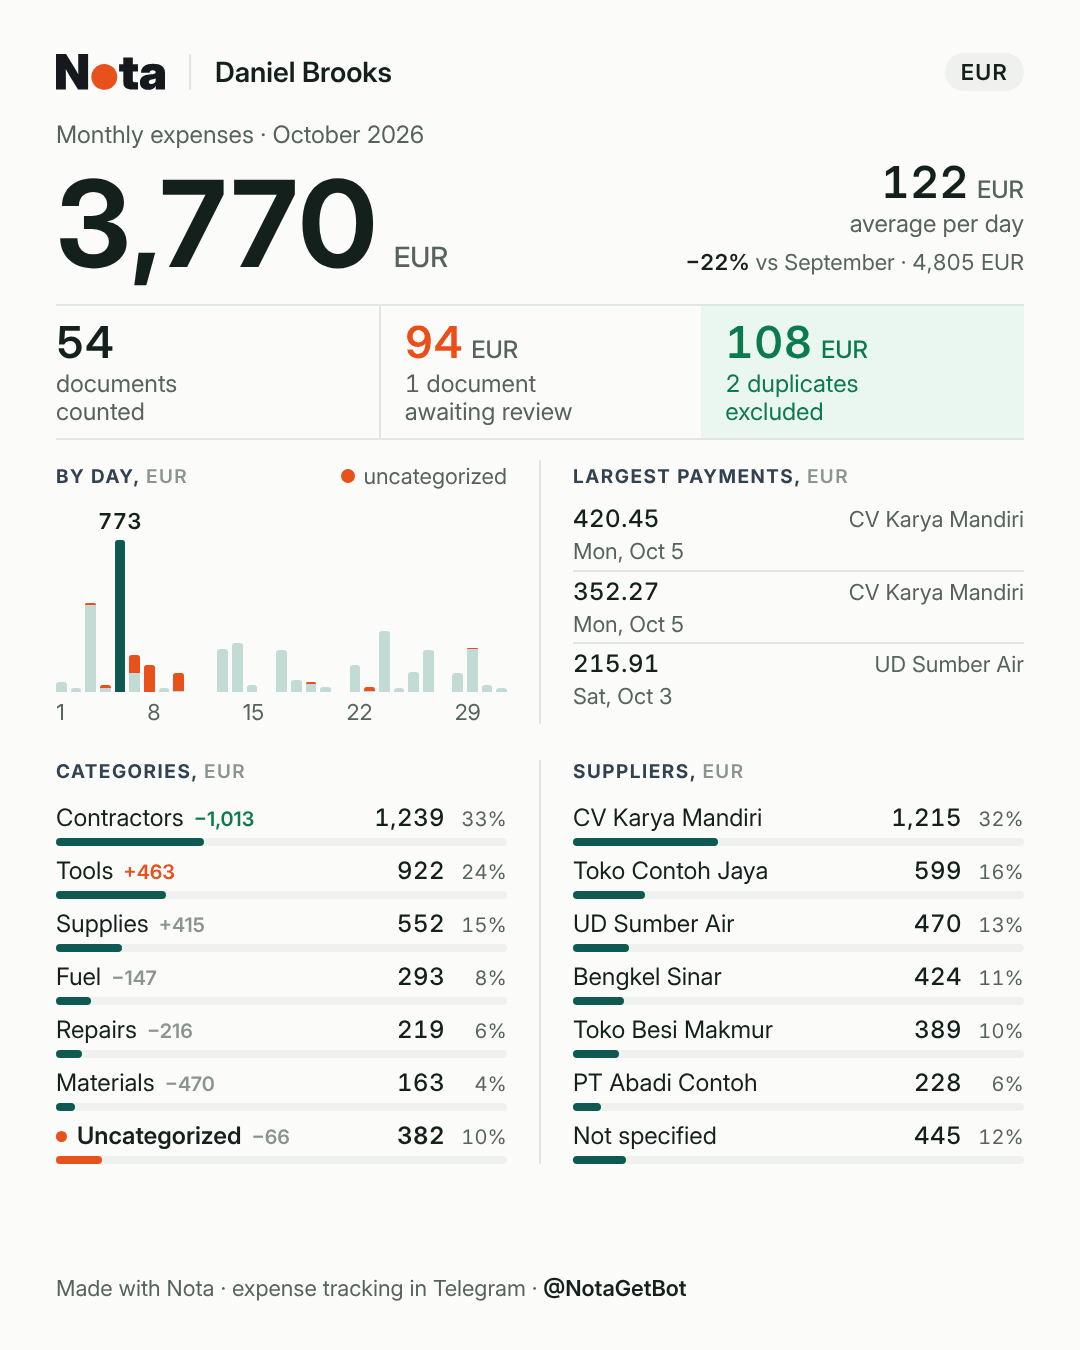 Nota
Daniel Brooks
EUR
Monthly expenses · October 2026
3,770 EUR
122 EUR
average per day
−22% vs September · 4,805 EUR
54
documents
counted
94 EUR
1 document
awaiting review
108 EUR
2 duplicates
excluded
BY DAY, EUR
uncategorized
773
1 8 15 22 29
LARGEST PAYMENTS, EUR
420.45 CV Karya Mandiri
Mon, Oct 5
352.27 CV Karya Mandiri
Mon, Oct 5
215.91 UD Sumber Air
Sat, Oct 3
CATEGORIES, EUR
Contractors −1,013 1,239 33%
Tools +463 922 24%
Supplies +415 552 15%
Fuel −147 293 8%
Repairs −216 219 6%
Materials −470 163 4%
Uncategorized −66 382 10%
SUPPLIERS, EUR
CV Karya Mandiri 1,215 32%
Toko Contoh Jaya 599 16%
UD Sumber Air 470 13%
Bengkel Sinar 424 11%
Toko Besi Makmur 389 10%
PT Abadi Contoh 228 6%
Not specified 445 12%
Made with Nota · expense tracking in Telegram · @NotaGetBot